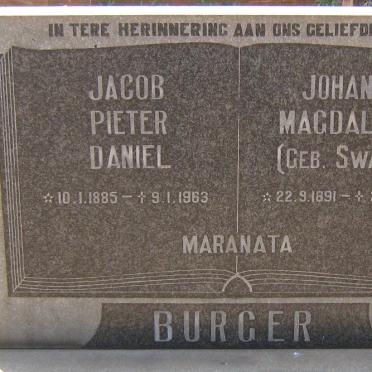 IN TERE HERINNERING AAN ONS GELIEFD
JACOB
PIETER
DANIEL
☆ 10.1.1885 – ✝ 9.1.1963
JOHAN
MAGDAL
(GEB. SWA
☆ 22.9.1891 – ✝
MARANATA
BURGER